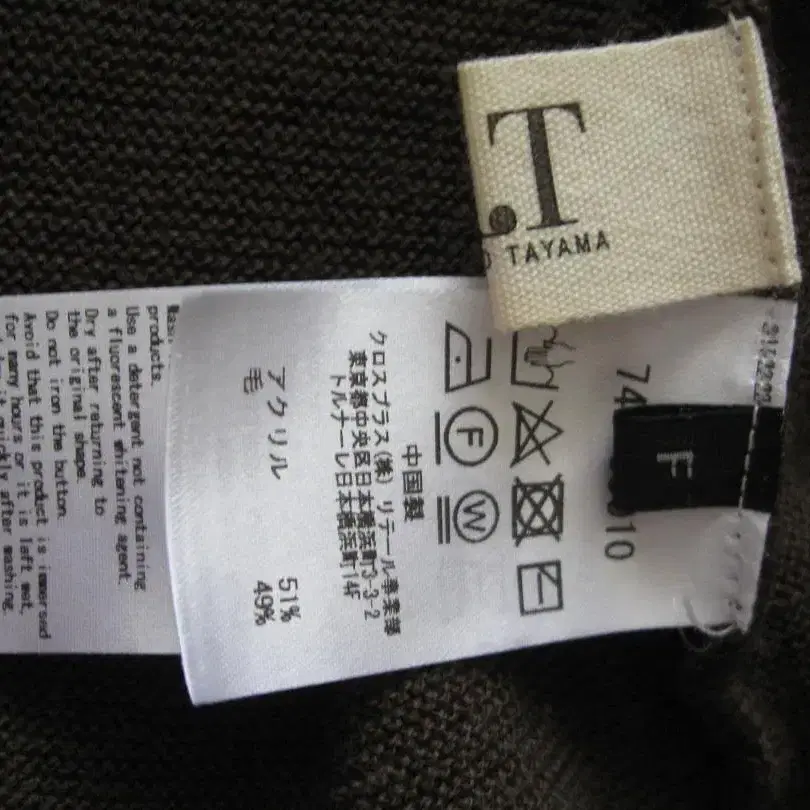 .T
TAYAMA
F
74
10
F
W
中国製
クロスプラス(株) リテール事業部
東京都中央区日本橋浜町3-3-2
トルナーレ日本橋浜町14F
アクリル 51%
毛 49%
products.
Use a detergent not containing
a fluorescent whitening agent.
Dry after returning to
the original shape.
Do not iron the button.
Avoid that this product is immersed
for many hours or it is left wet,
quickly after washing.